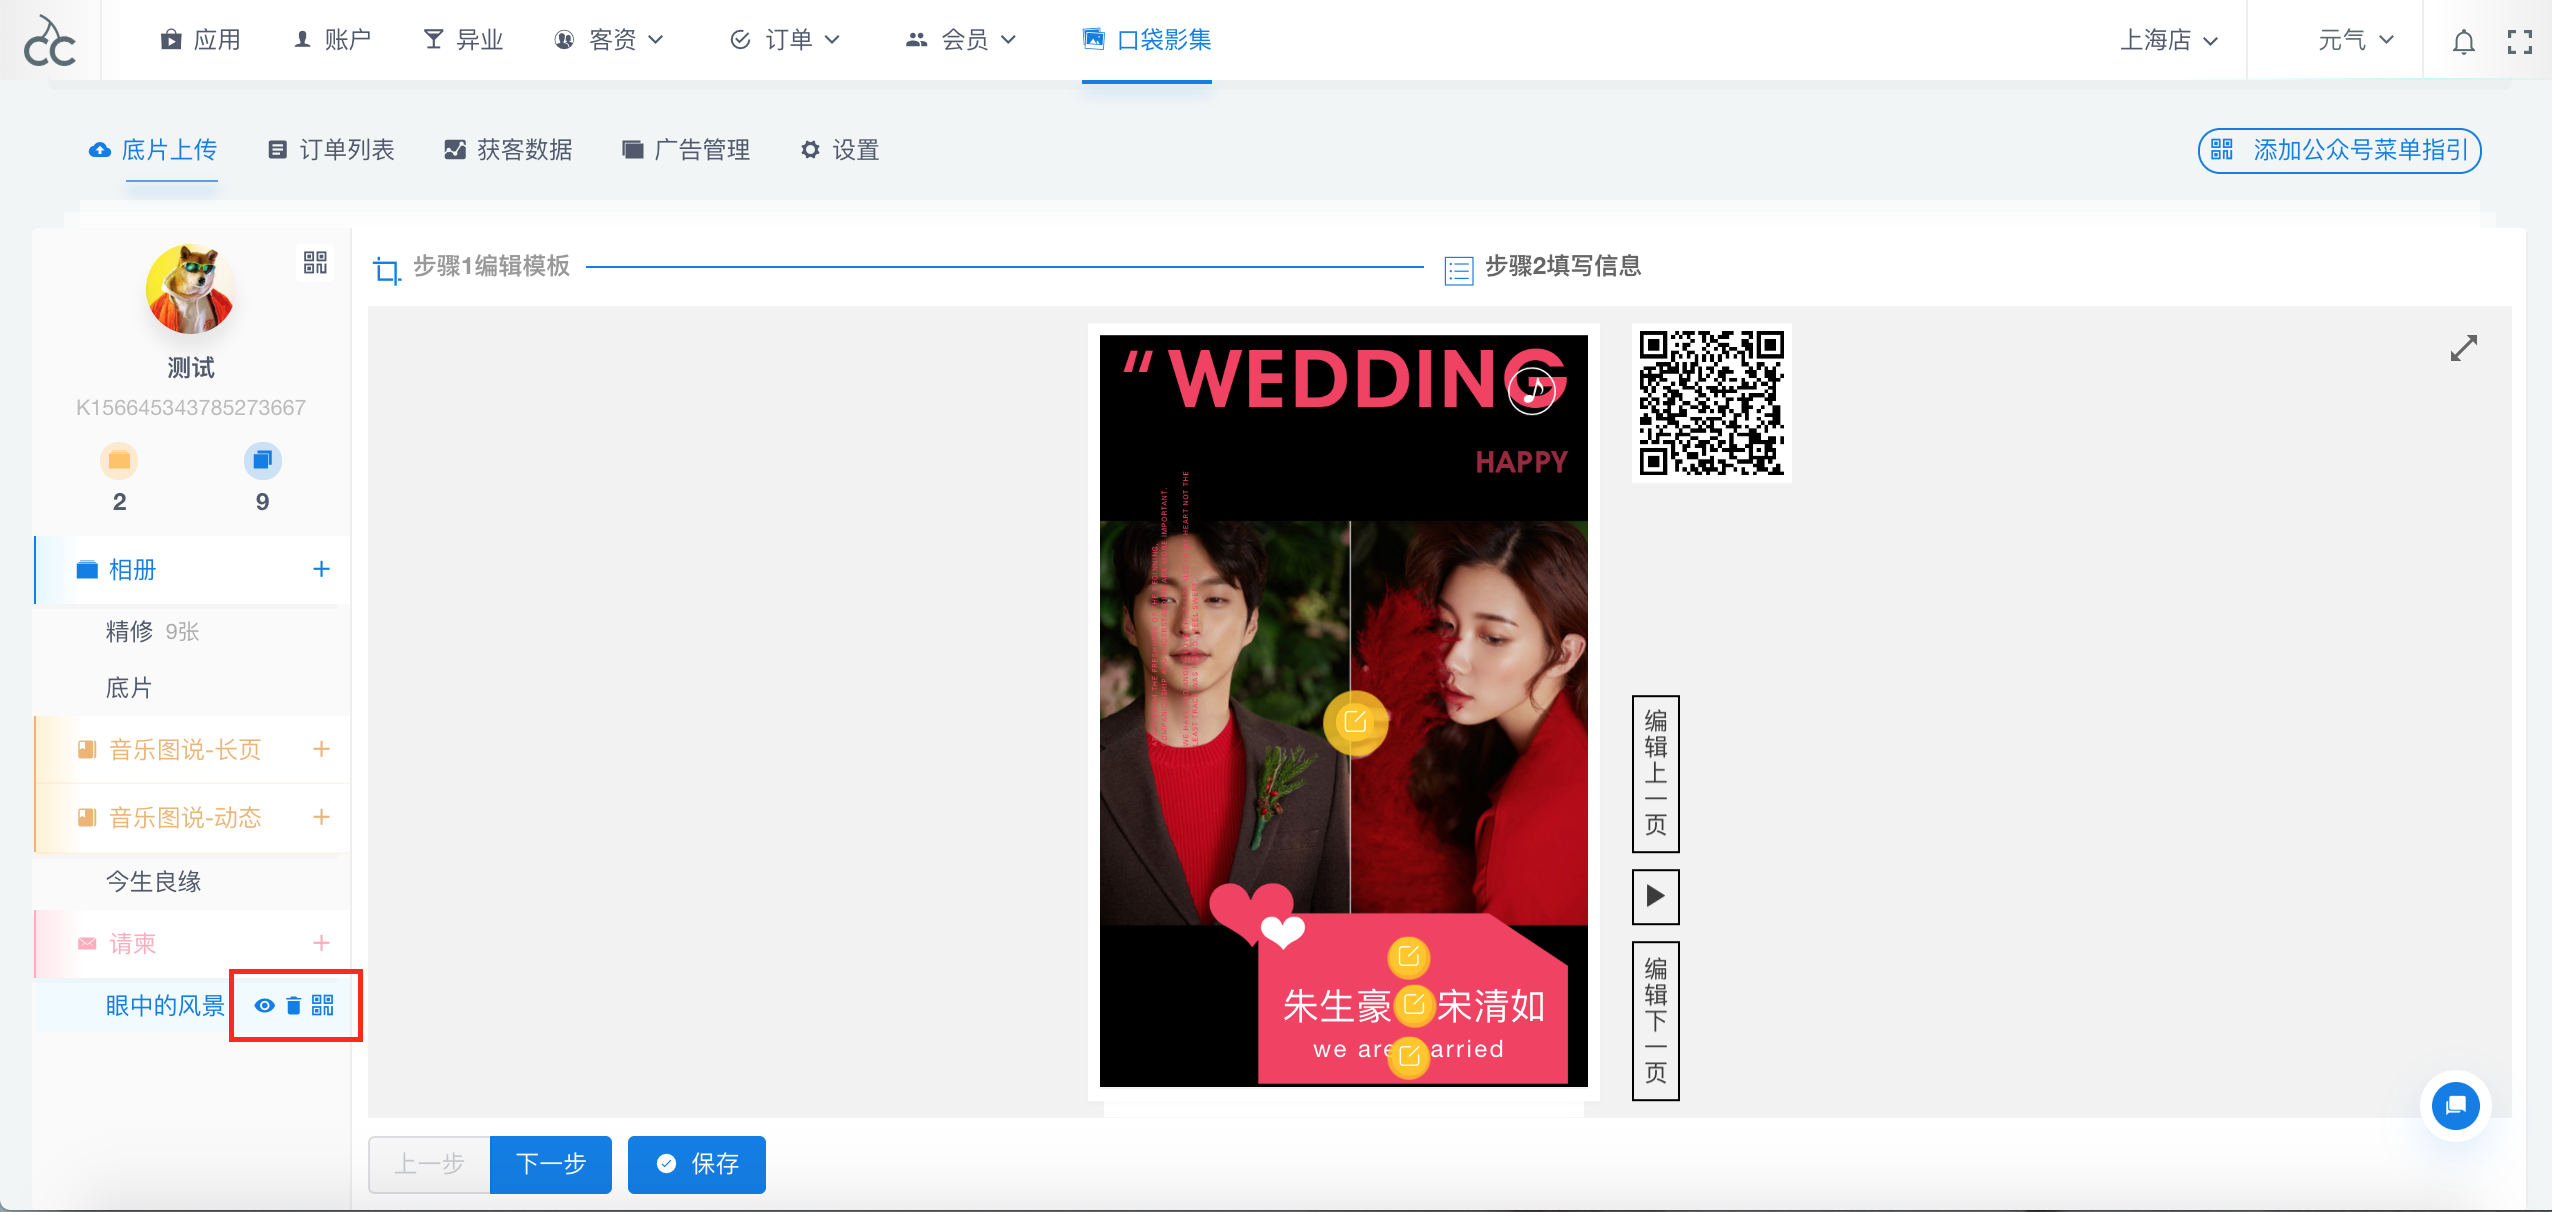 应用
账户
异业
客资
订单
会员
口袋影集
上海店
元气
底片上传
订单列表
获客数据
广告管理
设置
添加公众号菜单指引
步骤1编辑模板
步骤2填写信息
测试
K156645343785273667
2
9
相册
精修 9张
底片
音乐图说-长页
音乐图说-动态
今生良缘
请柬
眼中的风景
“WEDDING
HAPPY
朱生豪
宋清如
we are
arried
编辑上一页
编辑下一页
上一步
下一步
保存